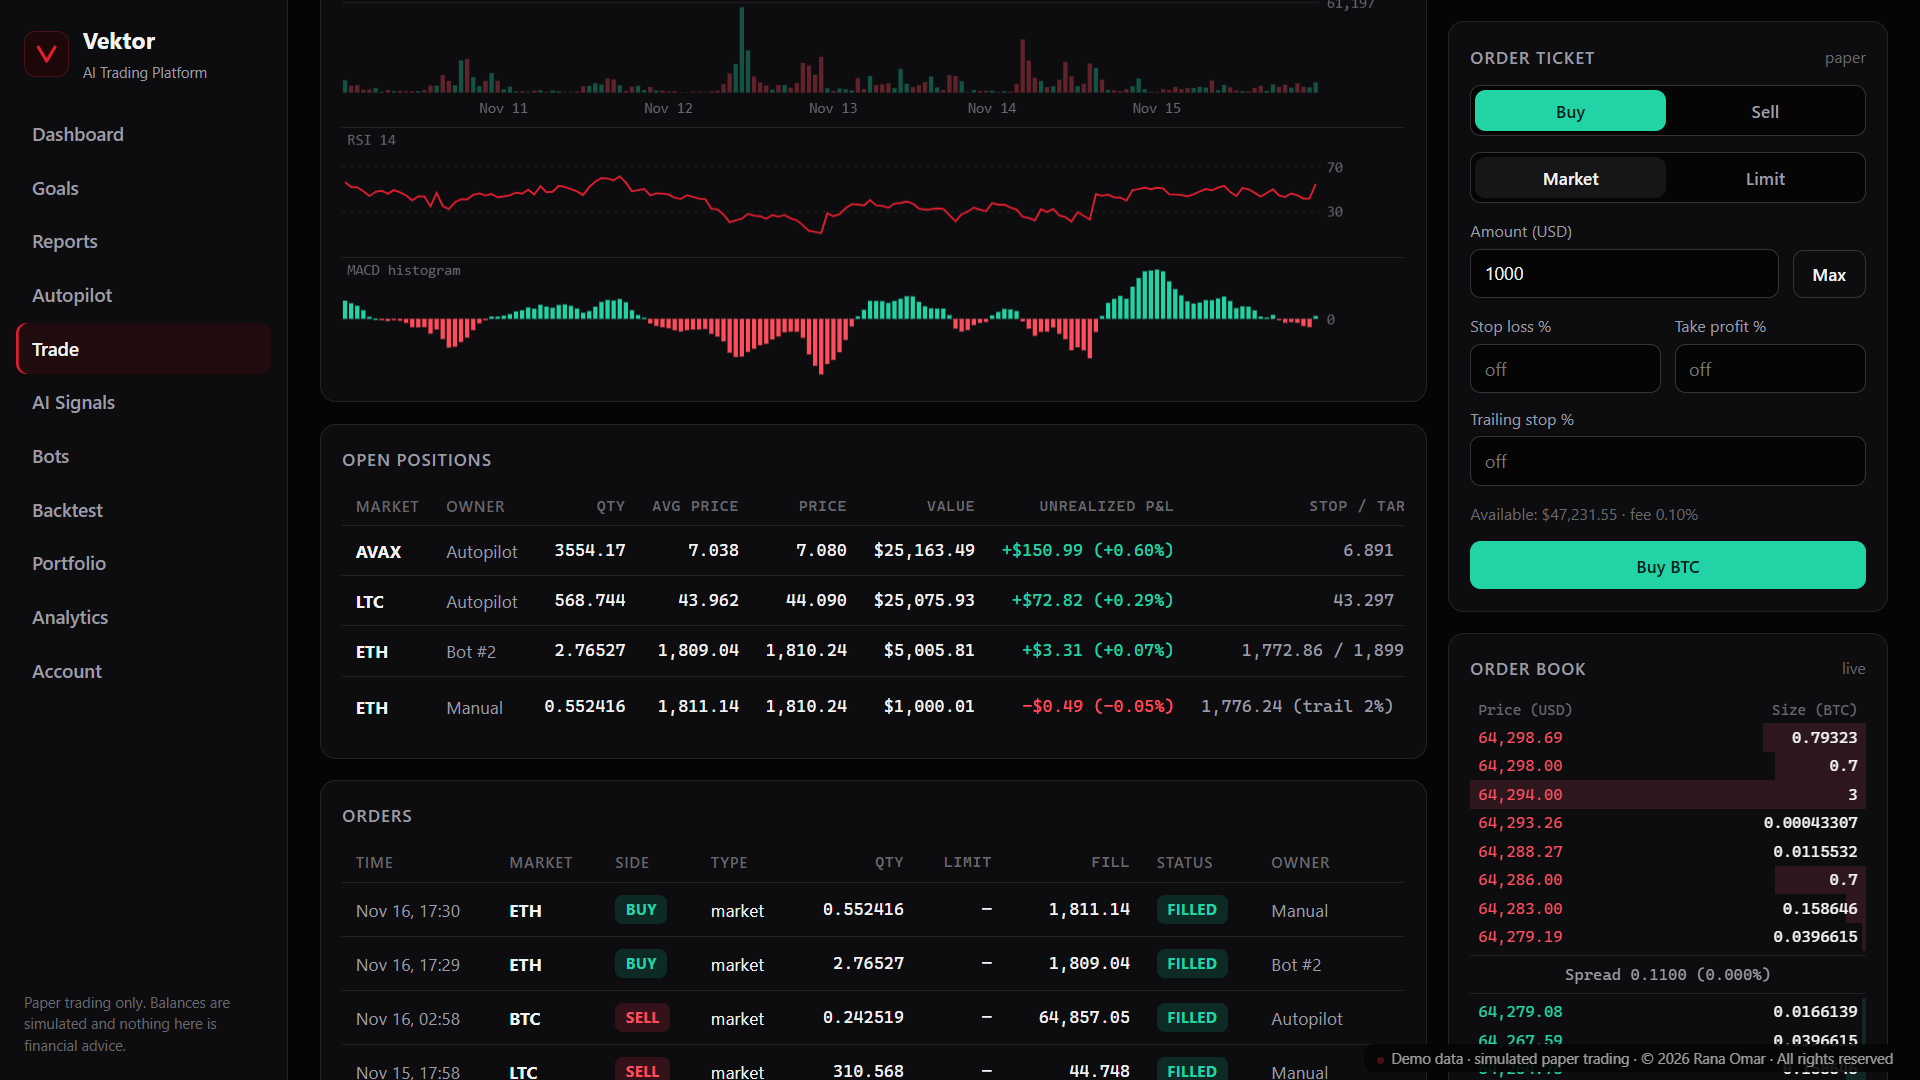 Vektor
AI Trading Platform
Dashboard
Goals
Reports
Autopilot
Trade
AI Signals
Bots
Backtest
Portfolio
Analytics
Account
Paper trading only. Balances are
simulated and nothing here is
financial advice.
61,197
Nov 11 Nov 12 Nov 13 Nov 14 Nov 15
RSI 14
70
30
MACD histogram
0
OPEN POSITIONS
MARKET OWNER QTY AVG PRICE PRICE VALUE UNREALIZED P&L STOP / TAR
AVAX Autopilot 3554.17 7.038 7.080 $25,163.49 +$150.99 (+0.60%) 6.891
LTC Autopilot 568.744 43.962 44.090 $25,075.93 +$72.82 (+0.29%) 43.297
ETH Bot #2 2.76527 1,809.04 1,810.24 $5,005.81 +$3.31 (+0.07%) 1,772.86 / 1,899
ETH Manual 0.552416 1,811.14 1,810.24 $1,000.01 −$0.49 (−0.05%) 1,776.24 (trail 2%)
ORDERS
TIME MARKET SIDE TYPE QTY LIMIT FILL STATUS OWNER
Nov 16, 17:30 ETH BUY market 0.552416 — 1,811.14 FILLED Manual
Nov 16, 17:29 ETH BUY market 2.76527 — 1,809.04 FILLED Bot #2
Nov 16, 02:58 BTC SELL market 0.242519 — 64,857.05 FILLED Autopilot
Nov 15, 17:58 LTC SELL market 310.568 — 44.748 FILLED Manual
ORDER TICKET paper
Buy Sell
Market Limit
Amount (USD)
1000 Max
Stop loss % Take profit %
off off
Trailing stop %
off
Available: $47,231.55 · fee 0.10%
Buy BTC
ORDER BOOK live
Price (USD) Size (BTC)
64,298.69 0.79323
64,298.00 0.7
64,294.00 3
64,293.26 0.00043307
64,288.27 0.0115532
64,286.00 0.7
64,283.00 0.158646
64,279.19 0.0396615
Spread 0.1100 (0.000%)
64,279.08 0.0166139
64,267.59 0.0396615
Demo data · simulated paper trading · © 2026 Rana Omar · All rights reserved